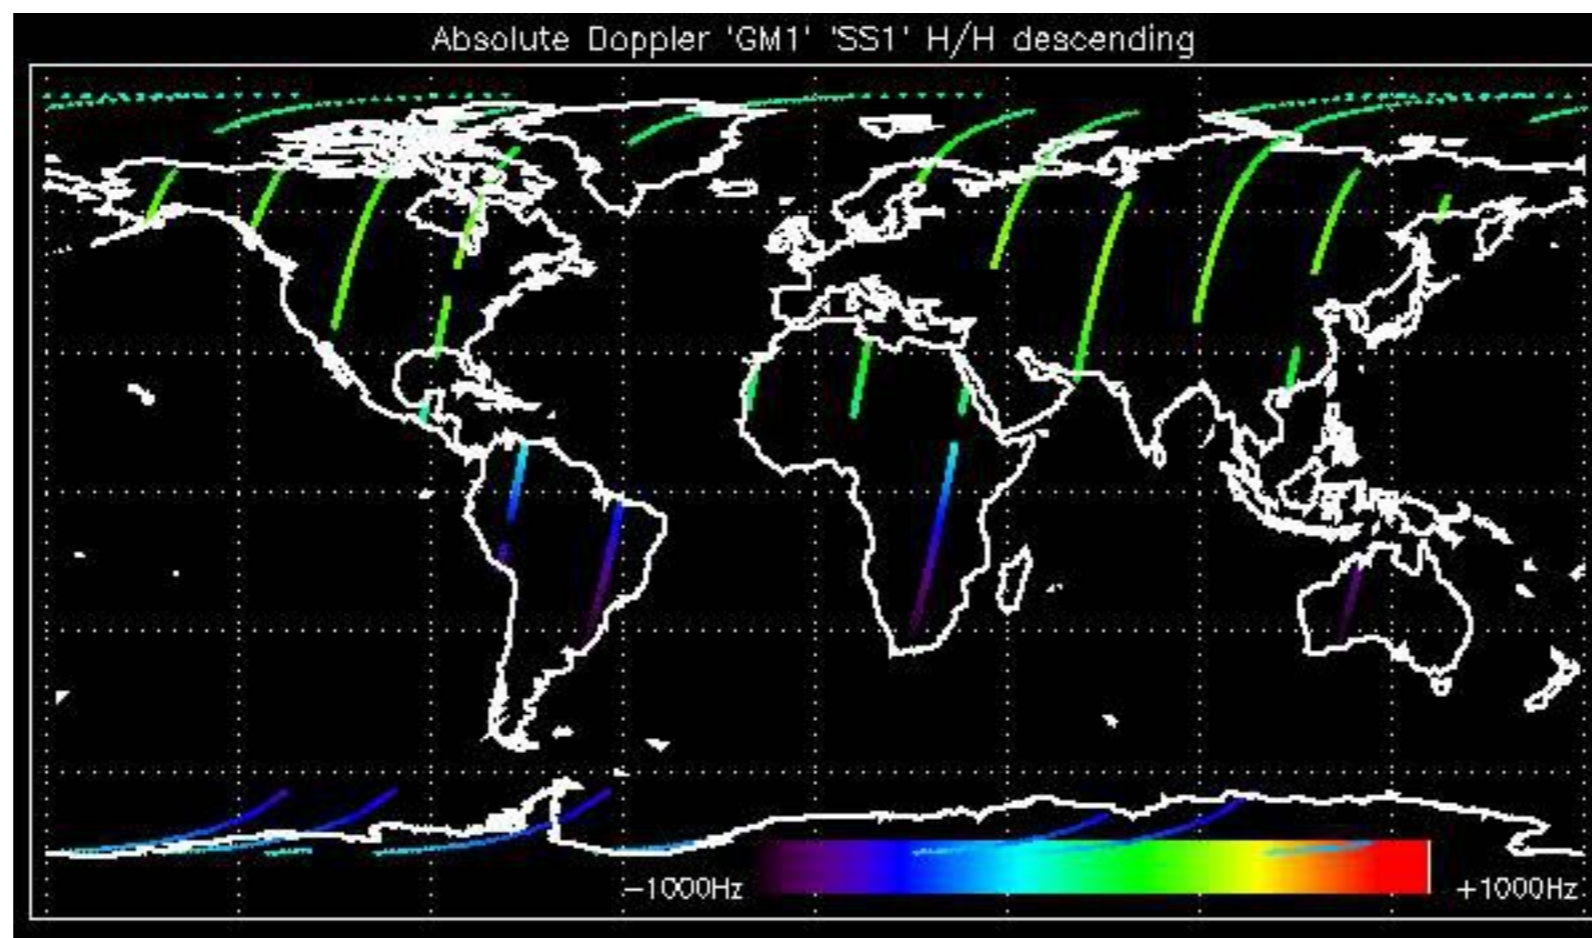 Absolute Doppler 'GM1' 'SS1' H/H descending
−1000Hz +1000Hz